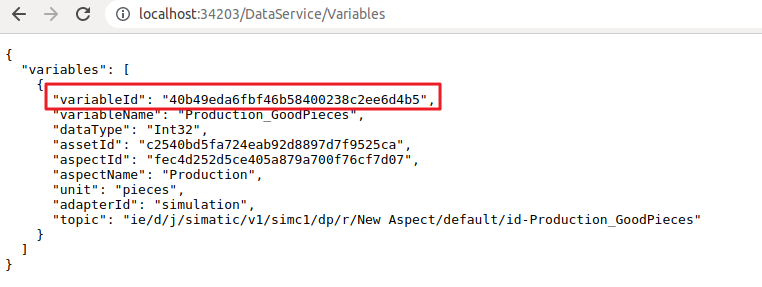 localhost:34203/DataService/Variables
{
"variables": [
{
"variableId": "40b49eda6fbf46b58400238c2ee6d4b5",
"variableName": "Production_GoodPieces",
"dataType": "Int32",
"assetId": "c2540bd5fa724eab92d8897d7f9525ca",
"aspectId": "fec4d252d5ce405a879a700f76cf7d07",
"aspectName": "Production",
"unit": "pieces",
"adapterId": "simulation",
"topic": "ie/d/j/simatic/v1/simc1/dp/r/New Aspect/default/id-Production_GoodPieces"
}
]
}